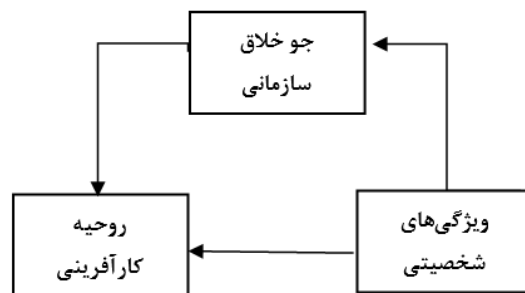 جو خلاق
سازمانی
ویژگی‌های
شخصیتی
روحیه
کارآفرینی